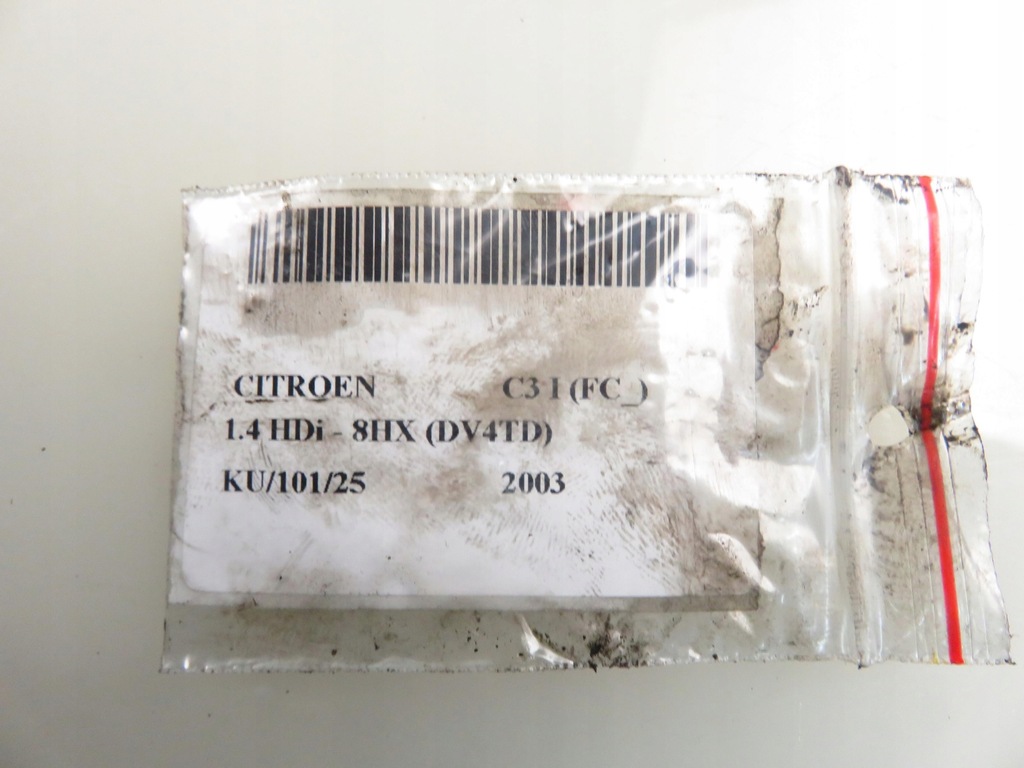 CITROEN C3 I (FC_)
1.4 HDi - 8HX (DV4TD)
KU/101/25 2003